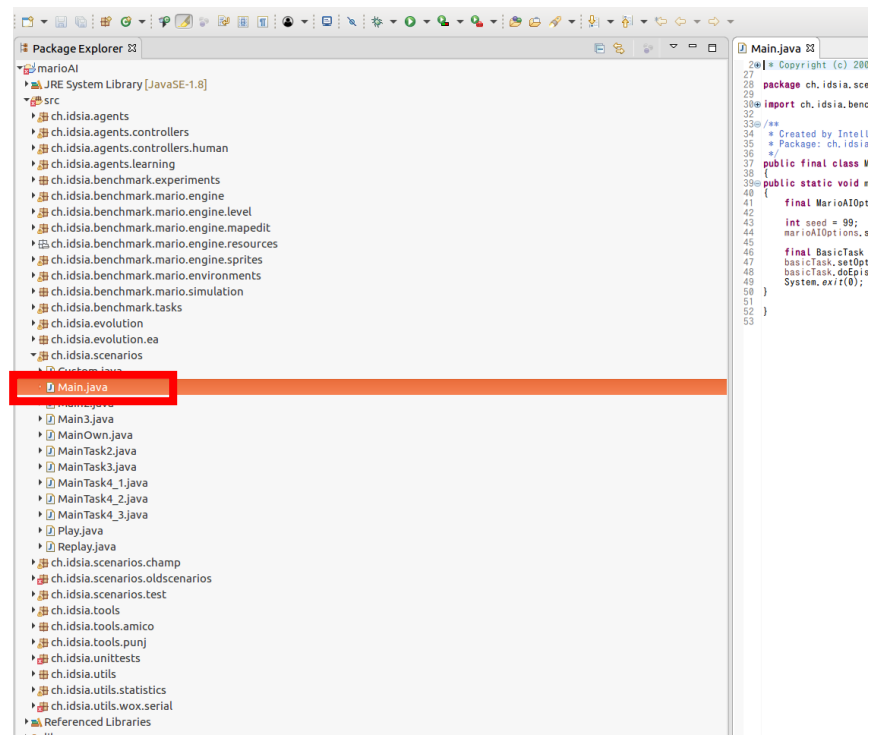 Package Explorer
marioAI
JRE System Library [JavaSE-1.8]
src
ch.idsia.agents
ch.idsia.agents.controllers
ch.idsia.agents.controllers.human
ch.idsia.agents.learning
ch.idsia.benchmark.experiments
ch.idsia.benchmark.mario.engine
ch.idsia.benchmark.mario.engine.level
ch.idsia.benchmark.mario.engine.mapedit
ch.idsia.benchmark.mario.engine.resources
ch.idsia.benchmark.mario.engine.sprites
ch.idsia.benchmark.mario.environments
ch.idsia.benchmark.mario.simulation
ch.idsia.benchmark.tasks
ch.idsia.evolution
ch.idsia.evolution.ea
ch.idsia.scenarios
Custom.java
Main.java
Main2.java
Main3.java
MainOwn.java
MainTask2.java
MainTask3.java
MainTask4_1.java
MainTask4_2.java
MainTask4_3.java
Play.java
Replay.java
ch.idsia.scenarios.champ
ch.idsia.scenarios.oldscenarios
ch.idsia.scenarios.test
ch.idsia.tools
ch.idsia.tools.amico
ch.idsia.tools.punj
ch.idsia.unittests
ch.idsia.utils
ch.idsia.utils.statistics
ch.idsia.utils.wox.serial
Referenced Libraries
Main.java
2 * Copyright (c) 200
27
28 package ch.idsia.sce
29
30 import ch.idsia.benc
32
33 /**
34 * Created by Intell
35 * Package: ch.idsia
36 */
37 public final class M
38 {
39 public static void m
40 {
41 final MarioAIOpt
42
43 int seed = 99;
44 marioAIOptions.s
45
46 final BasicTask
47 basicTask.setOpt
48 basicTask.doEpis
49 System.exit(0);
50 }
51
52 }
53